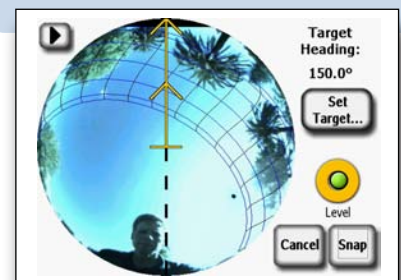 Target
Heading:
150.0°
Set
Target...
Level
Cancel
Snap